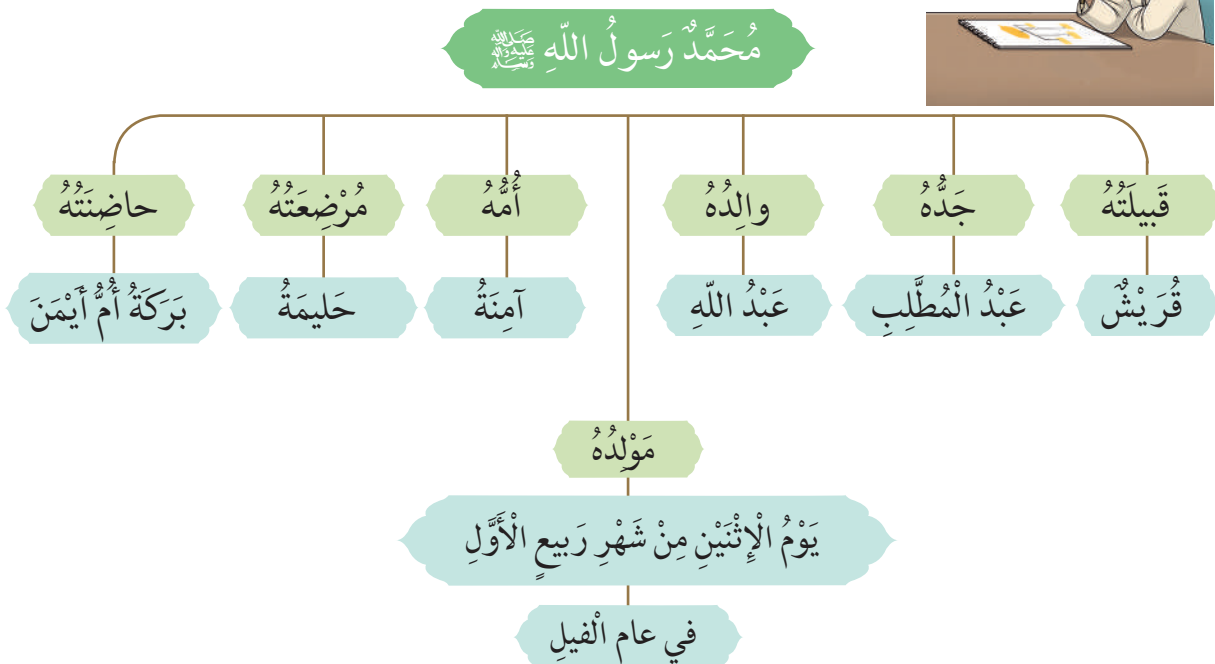 مُحَمَّدٌ رَسولُ اللّهِ ﷺ
قَبيلَتُهُ
جَدُّهُ
والِدُهُ
أُمُّهُ
مُرْضِعَتُهُ
حاضِنَتُهُ
قُرَيْشٌ
عَبْدُ الْمُطَّلِبِ
عَبْدُ اللّهِ
آمِنَةُ
حَليمَةُ
بَرَكَةُ أُمُّ أَيْمَنَ
مَوْلِدُهُ
يَوْمُ الْإِثْنَيْنِ مِنْ شَهْرِ رَبيعٍ الْأَوَّلِ
في عام الْفيلِ